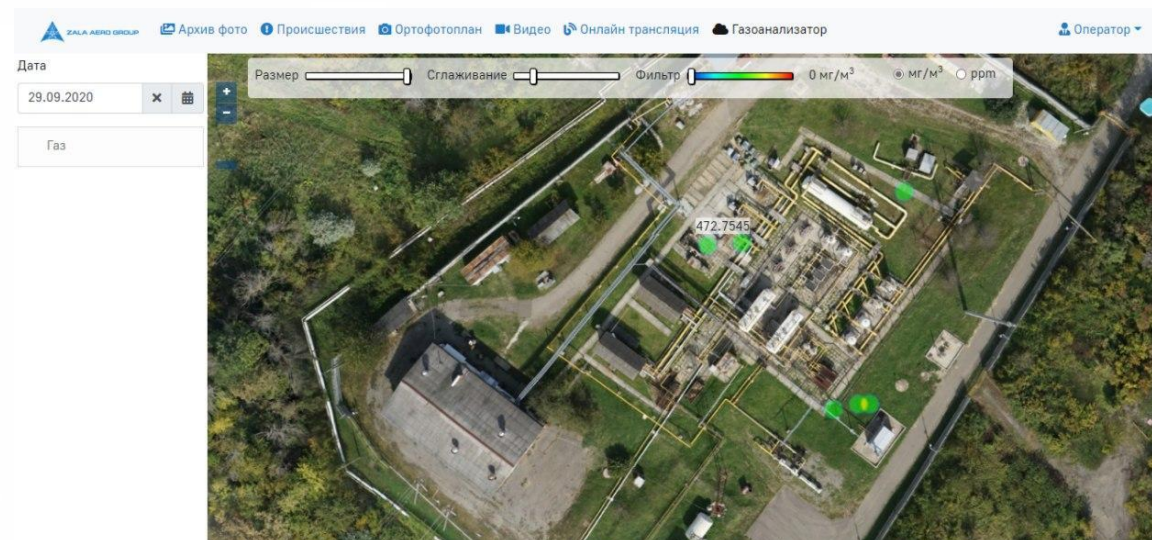 ZALA AERO GROUP Архив фото Происшествия Ортофотоплан Видео Онлайн трансляция Газоанализатор Оператор
Дата
29.09.2020
Газ
Размер Сглаживание Фильтр 0 мг/м³ мг/м³ ppm
472.7545